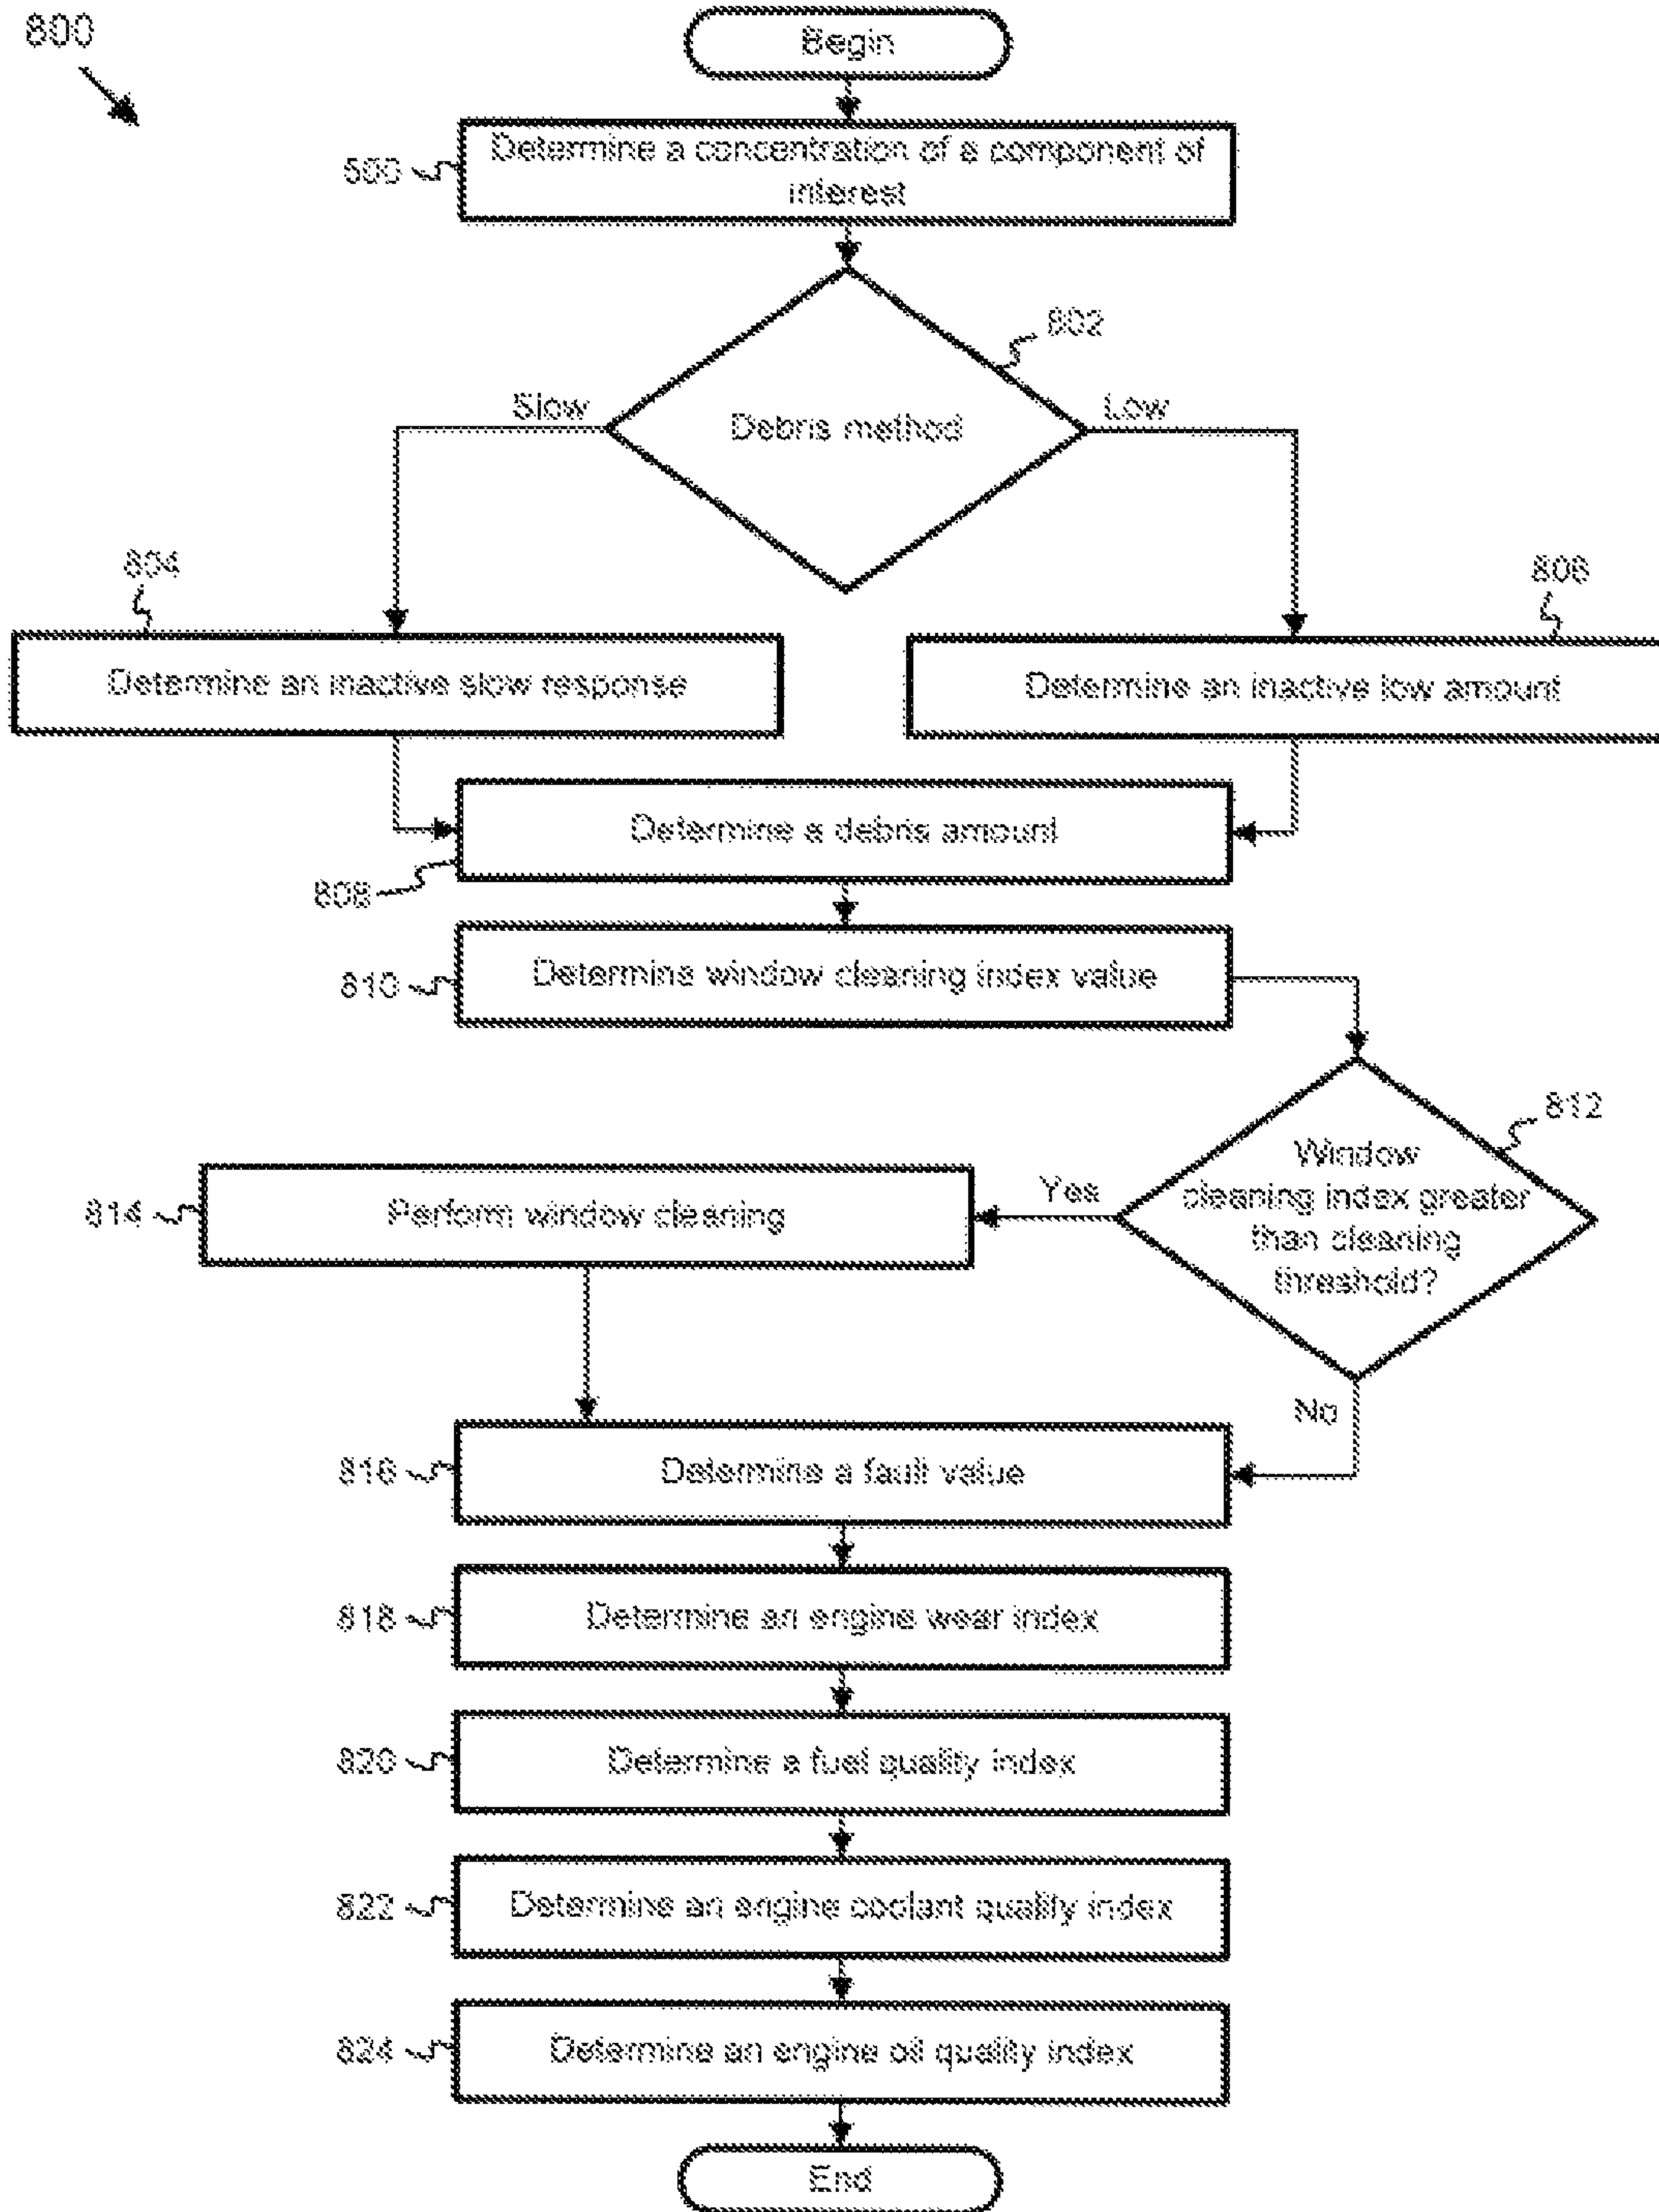 800
Begin
500
Determine a concentration of a component of
interest
802
Slow
Debris method
Low
804
806
Determine an inactive slow response
Determine an inactive low amount
Determine a debris amount
808
810
Determine window cleaning index value
812
Window
cleaning index greater
than cleaning
threshold?
Yes
814
Perform window cleaning
No
816
Determine a fault value
818
Determine an engine wear index
820
Determine a fuel quality index
822
Determine an engine coolant quality index
824
Determine an engine oil quality index
End